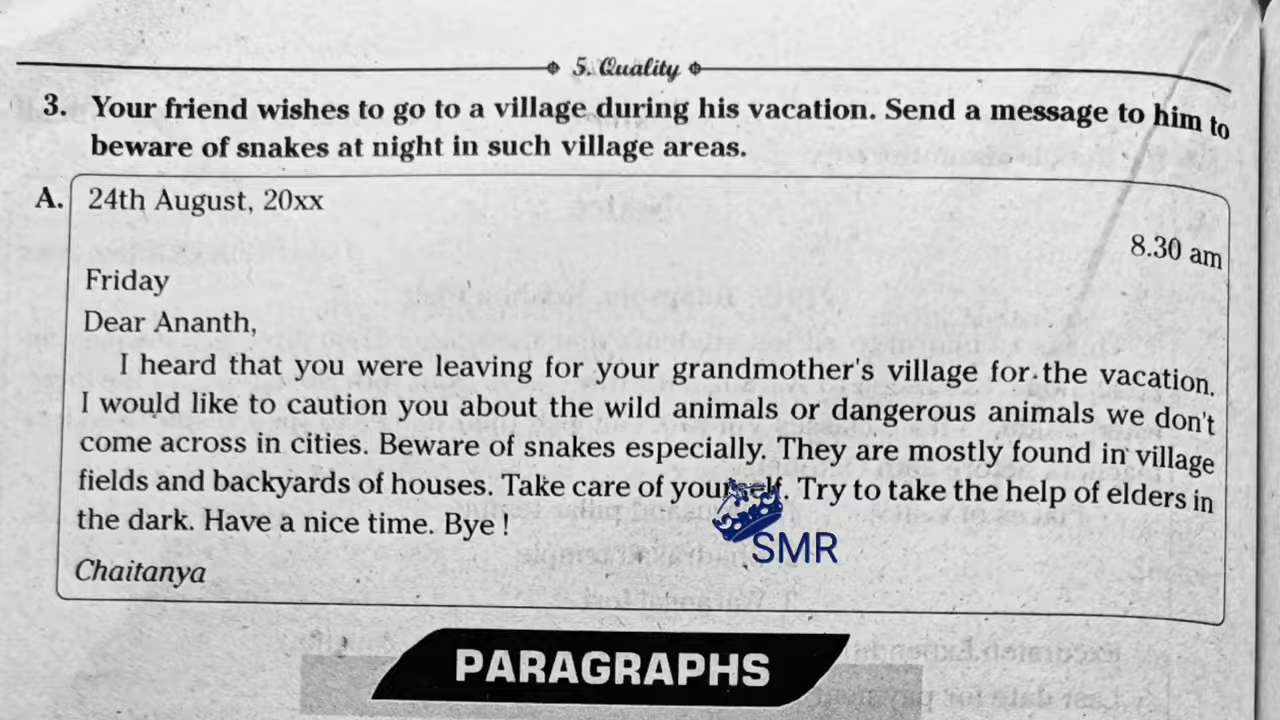 5. Quality
3. Your friend wishes to go to a village during his vacation. Send a message to him to
beware of snakes at night in such village areas.
A. 24th August, 20xx
8.30 am
Friday
Dear Ananth,
I heard that you were leaving for your grandmother's village for the vacation.
I would like to caution you about the wild animals or dangerous animals we don't
come across in cities. Beware of snakes especially. They are mostly found in village
fields and backyards of houses. Take care of yourself. Try to take the help of elders in
the dark. Have a nice time. Bye !
SMR
Chaitanya
PARAGRAPHS